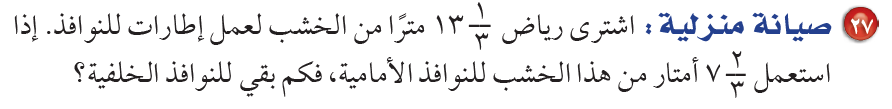 ٢٧ صيانة منزلية: اشترى رياض ١٣ ١/٣ مترًا من الخشب لعمل إطارات للنوافذ. إذا
استعمل ٧ ٢/٣ أمتار من هذا الخشب للنوافذ الأمامية، فكم بقي للنوافذ الخلفية؟